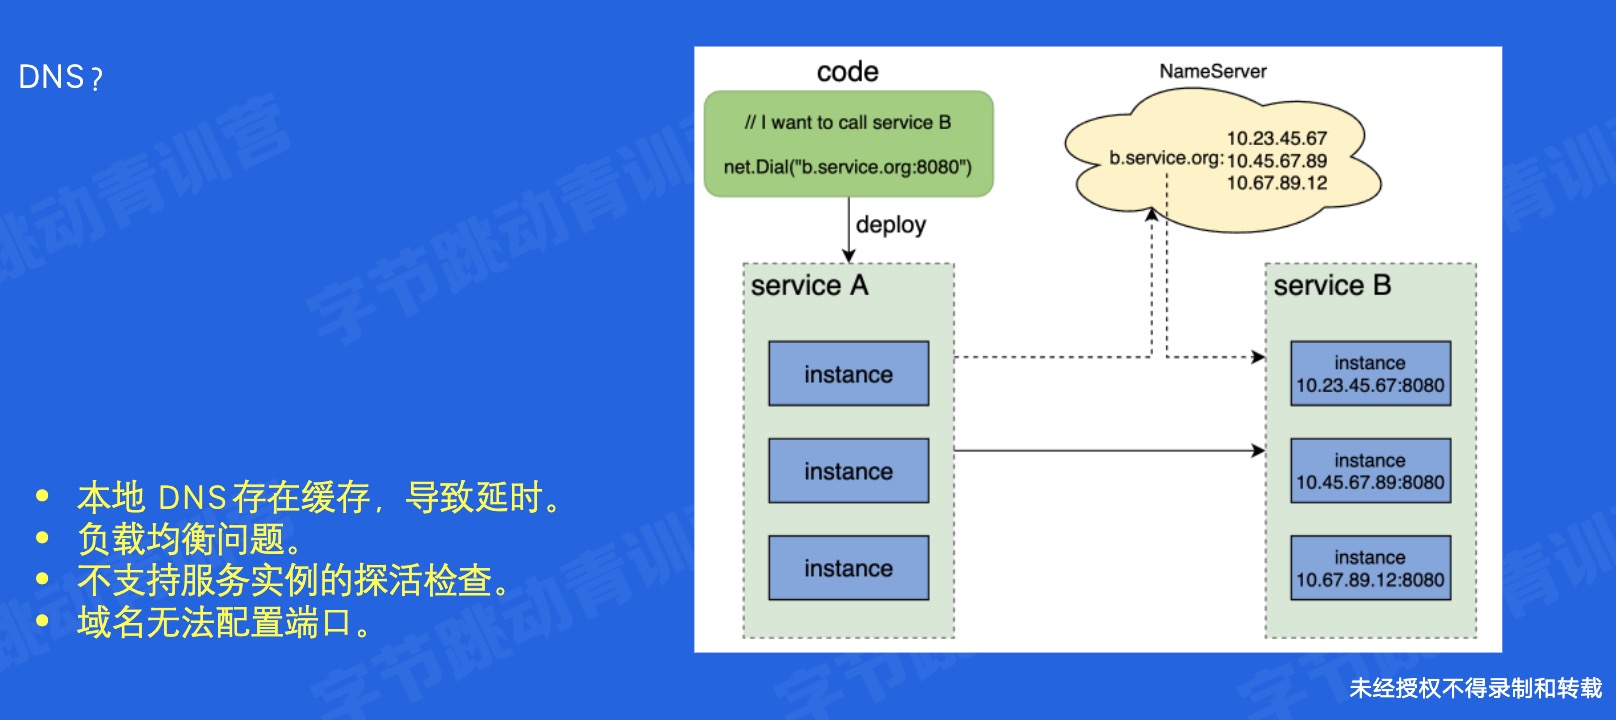 DNS?
code
// I want to call service B
net.Dial("b.service.org:8080")
deploy
NameServer
b.service.org:
10.23.45.67
10.45.67.89
10.67.89.12
service A
instance
instance
instance
service B
instance
10.23.45.67:8080
instance
10.45.67.89:8080
instance
10.67.89.12:8080
• 本地 DNS存在缓存，导致延时。
• 负载均衡问题。
• 不支持服务实例的探活检查。
• 域名无法配置端口。
未经授权不得录制和转载
字节跳动青训营